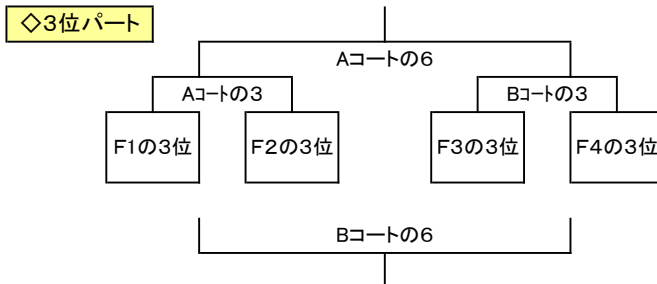 ◇3位パート
Aコートの6
Aコートの3
Bコートの3
F1の3位
F2の3位
F3の3位
F4の3位
Bコートの6